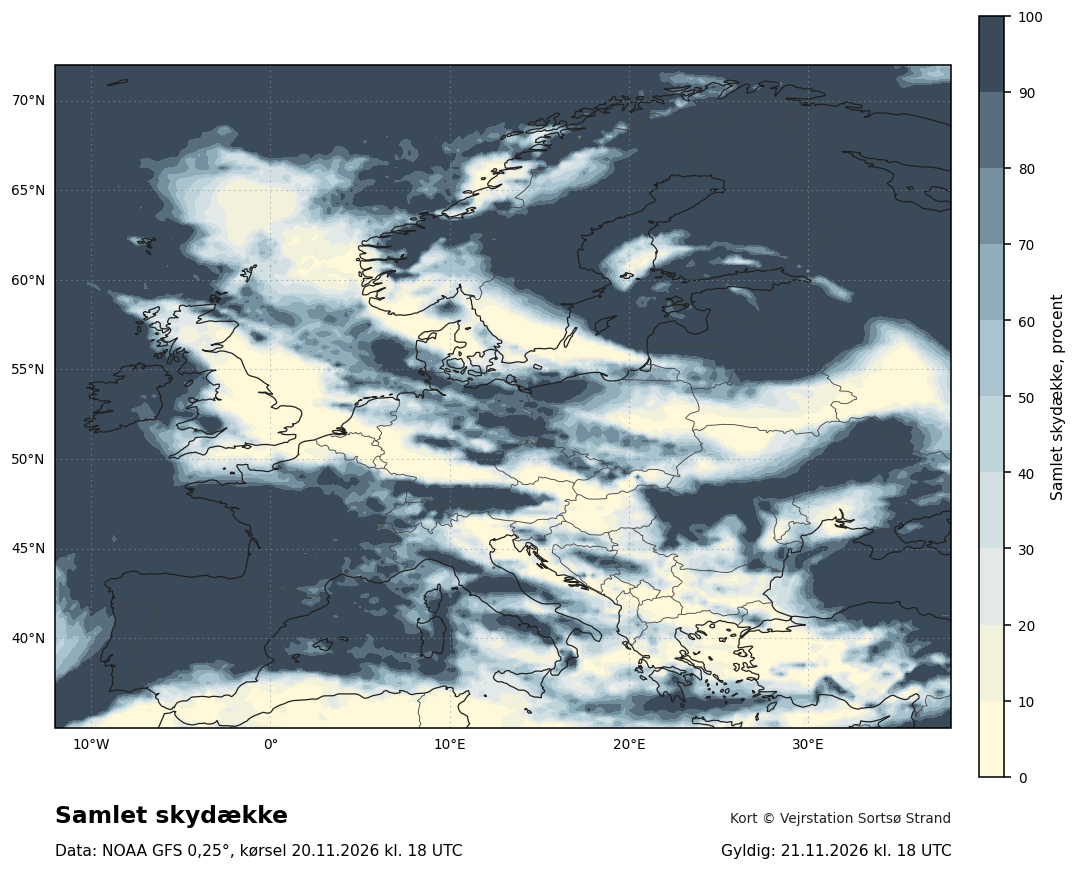 100
90
80
70
60
50
40
30
20
10
0
Samlet skydække, procent
70°N
65°N
60°N
55°N
50°N
45°N
40°N
10°W
0°
10°E
20°E
30°E
Samlet skydække
Kort © Vejrstation Sortsø Strand
Data: NOAA GFS 0,25°, kørsel 20.11.2026 kl. 18 UTC
Gyldig: 21.11.2026 kl. 18 UTC